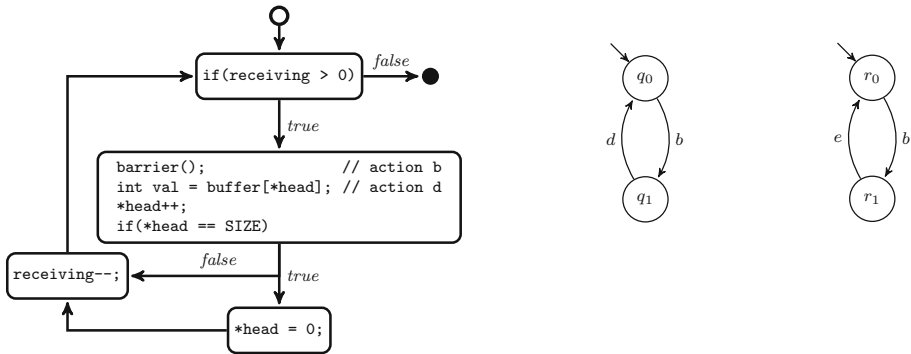 if(receiving > 0)
false
true
barrier(); // action b
int val = buffer[*head]; // action d
*head++;
if(*head == SIZE)
false
true
receiving--;
*head = 0;
q0
d
b
q1
r0
e
b
r1